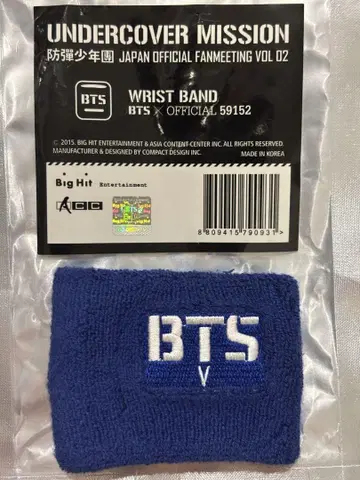 UNDERCOVER MISSION
防彈少年團 JAPAN OFFICIAL FANMEETING VOL 02
BTS
WRIST BAND
BTS × OFFICIAL 59152
© 2015. BIG HIT ENTERTAINMENT & ASIA CONTENT-CENTER INC. ALL RIGHTS RESERVED.
MANUFACTURER & DESIGNED BY COMPACT DESIGN INC.
MADE IN KOREA
Big Hit Entertainment
ACC
8 809415 790931 >
BTS
V